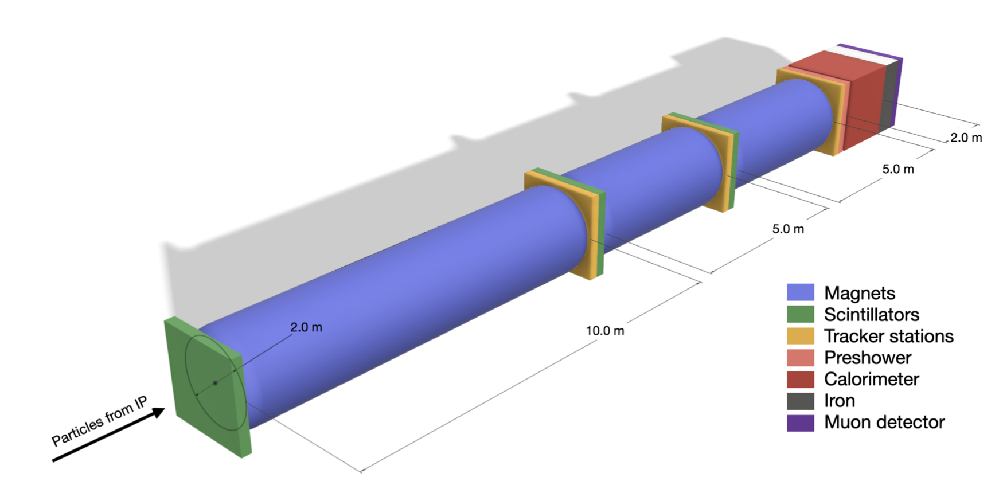 2.0 m
5.0 m
5.0 m
2.0 m
10.0 m
Particles from IP
Magnets
Scintillators
Tracker stations
Preshower
Calorimeter
Iron
Muon detector